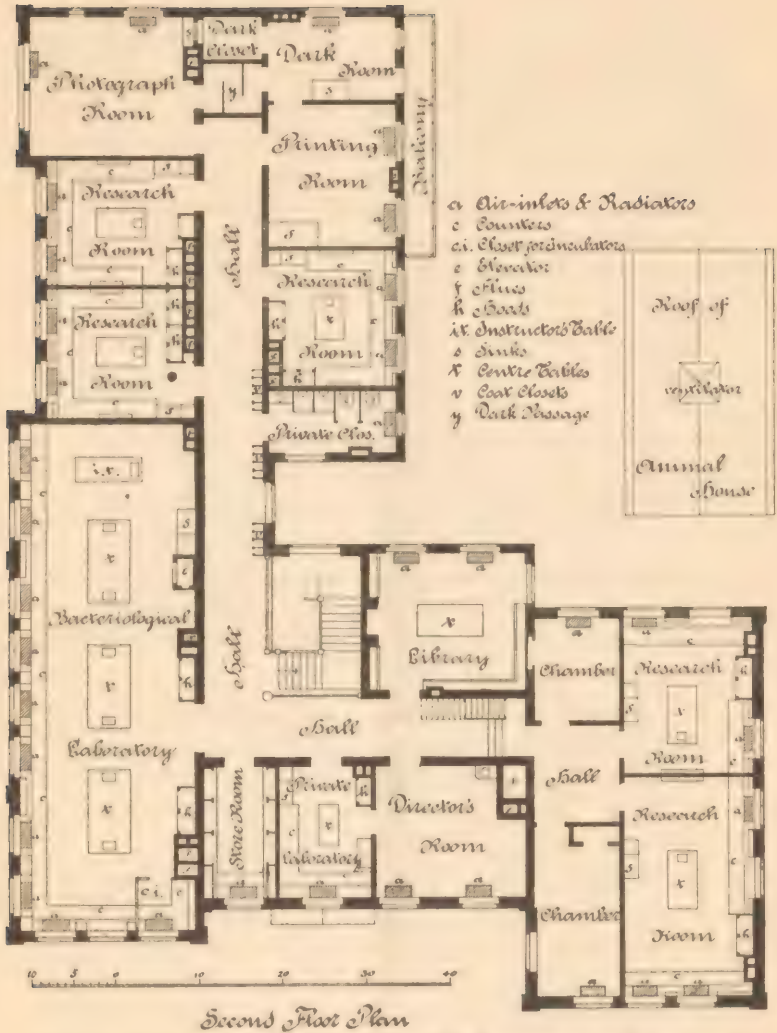 Dark
Closet
Dark
Room
Photograph
Room
y
s
Balcony
Printing
Room
s
Research
Room
Hall
Research
Room
Research
Room
Private Clos.
a Air-inlets & Radiators
c Counters
c.i. Closet for incubators
e Elevator
f Flues
h Hoods
it. Instructor's Table
s Sinks
x Centre Tables
v Coat Closets
y Dark Passage
Roof of
ventilator
Animal
House
it.
x
s
Bacteriological
x
Laboratory
x
c.i.
Hall
Library
x
Chamber
Research
Room
x
Hall
Hall
Store Room
Private
Laboratory
x
Director's
Room
Chamber
Research
Room
x
10 5 0 10 20 30 40
Second Floor Plan